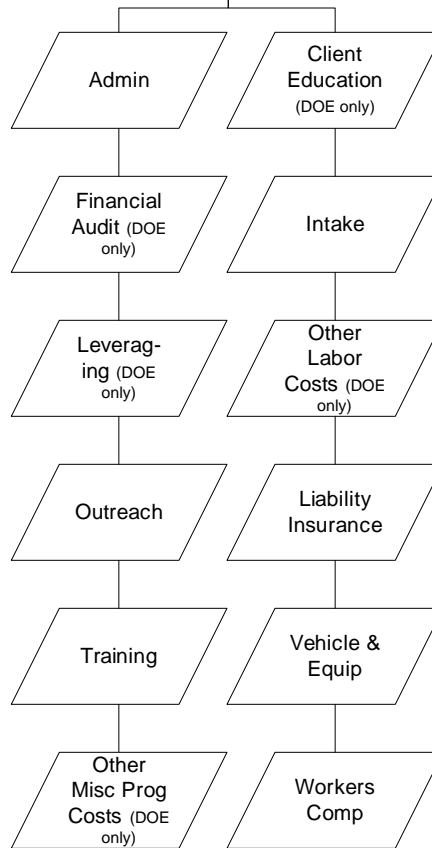 Admin
Client
Education
(DOE only)
Financial
Audit (DOE
only)
Intake
Leverag-
ing (DOE
only)
Other
Labor
Costs (DOE
only)
Outreach
Liability
Insurance
Training
Vehicle &
Equip
Other
Misc Prog
Costs (DOE
only)
Workers
Comp